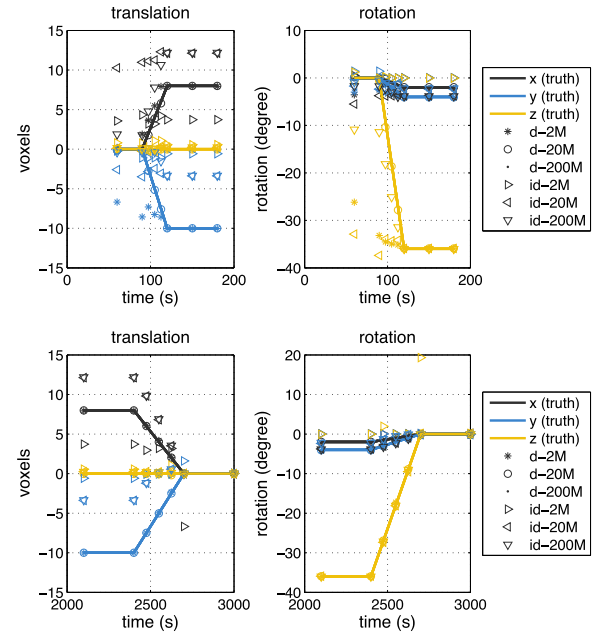 translation
rotation
voxels
15
10
5
0
−5
−10
−15
0
100
200
time (s)
rotation (degree)
10
0
−10
−20
−30
−40
0
100
200
time (s)
x (truth)
y (truth)
z (truth)
d−2M
d−20M
d−200M
id−2M
id−20M
id−200M
translation
rotation
voxels
15
10
5
0
−5
−10
−15
2000
2500
3000
time (s)
rotation (degree)
20
10
0
−10
−20
−30
−40
2000
2500
3000
time (s)
x (truth)
y (truth)
z (truth)
d−2M
d−20M
d−200M
id−2M
id−20M
id−200M